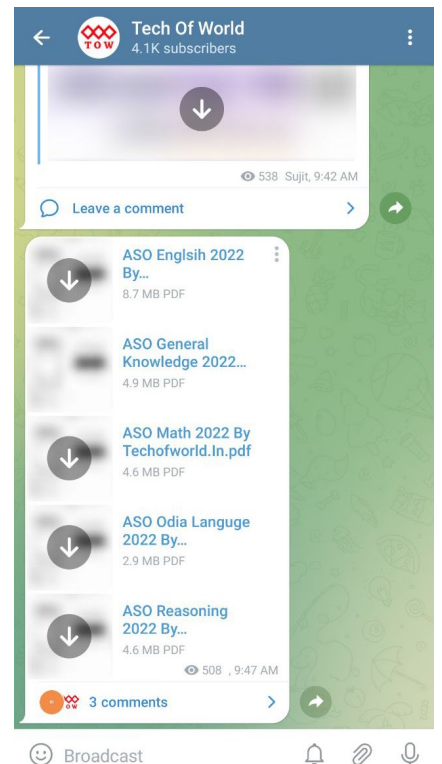 Tech Of World
TOW
4.1K subscribers
538 Sujit, 9:42 AM
Leave a comment
ASO Englsih 2022
By...
8.7 MB PDF
ASO General
Knowledge 2022...
4.9 MB PDF
ASO Math 2022 By
Techofworld.In.pdf
4.6 MB PDF
ASO Odia Languge
2022 By...
2.9 MB PDF
ASO Reasoning
2022 By...
4.6 MB PDF
508 , 9:47 AM
3 comments
Broadcast